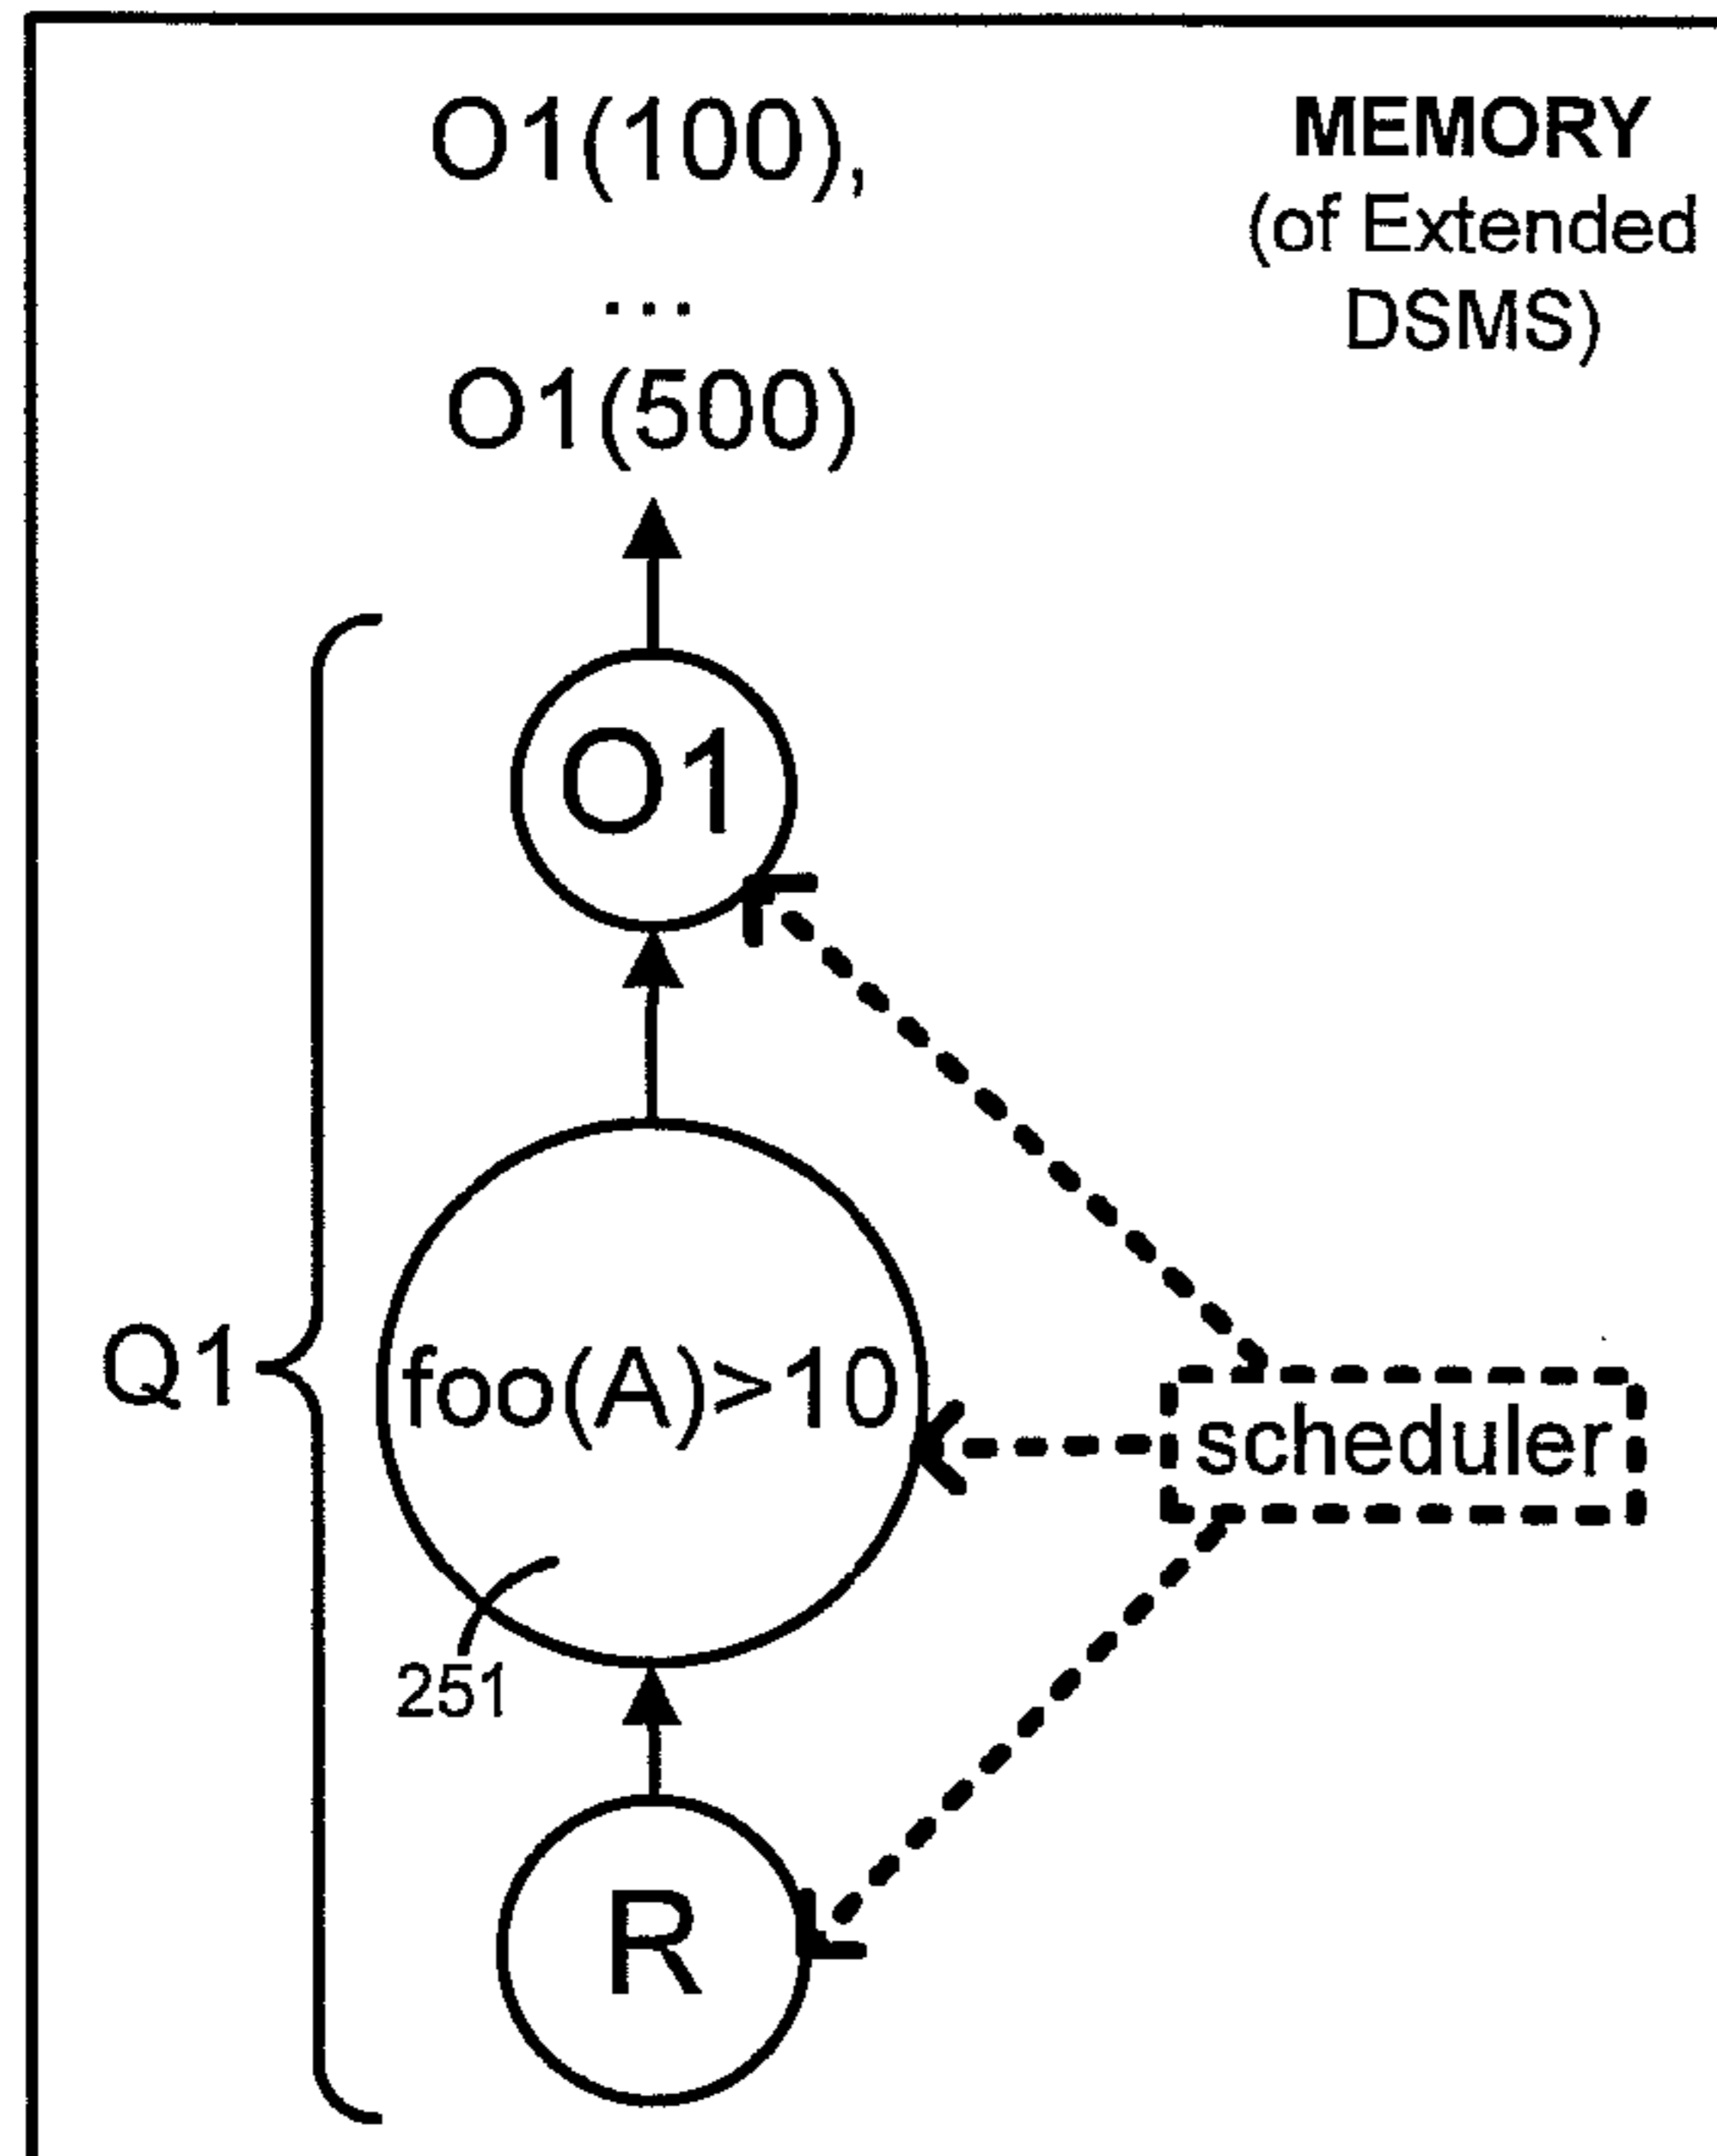 O1(100),
...
O1(500)
MEMORY
(of Extended
DSMS)
O1
Q1
foo(A)>10
scheduler
251
R